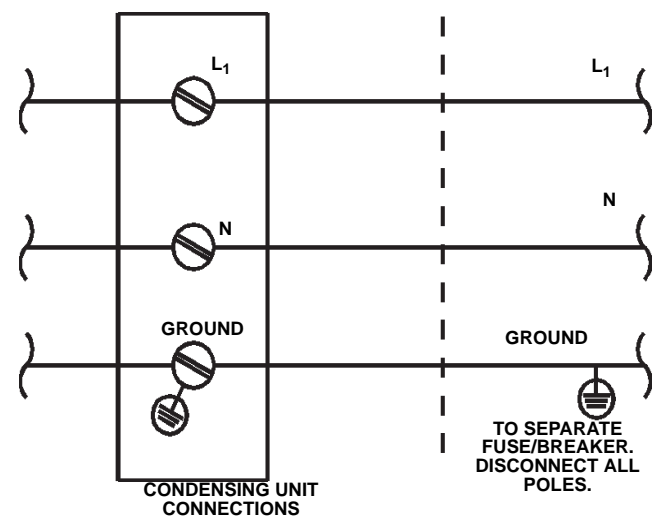 L1
L1
N
N
GROUND
GROUND
TO SEPARATE
FUSE/BREAKER.
DISCONNECT ALL
POLES.
CONDENSING UNIT
CONNECTIONS